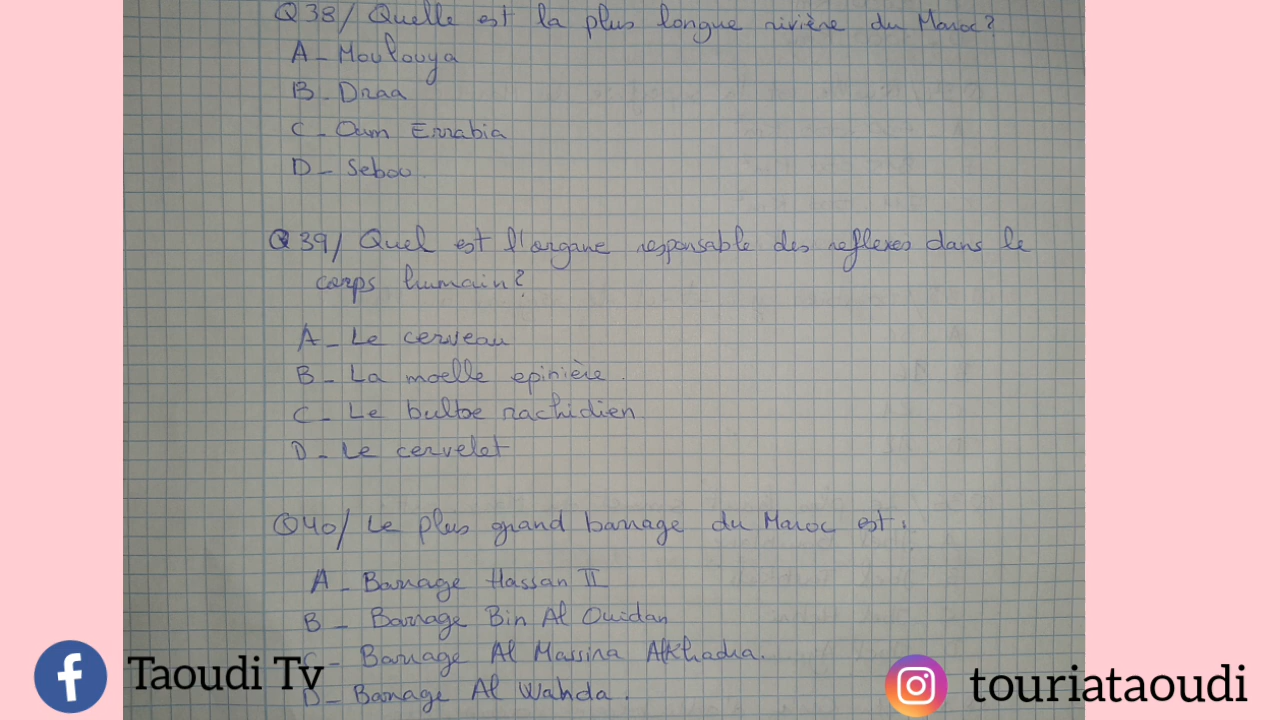 Q38/ Quelle est la plus longue rivière du Maroc?
A - Moulouya
B - Draa
C - Oum Errabia
D - Sebou
Q39/ Quel est l'organe responsable des reflexes dans le
corps humain?
A - Le cerveau
B - La moelle epinière.
C - Le bulbe rachidien
D - Le cervelet
Q40/ Le plus grand barrage du Maroc est:
A - Barrage Hassan II
B - Barrage Bin Al Ouidan
C - Barrage Al Massira AlKhadra.
D - Barrage Al Wahda.
Taoudi Tv
touriataoudi